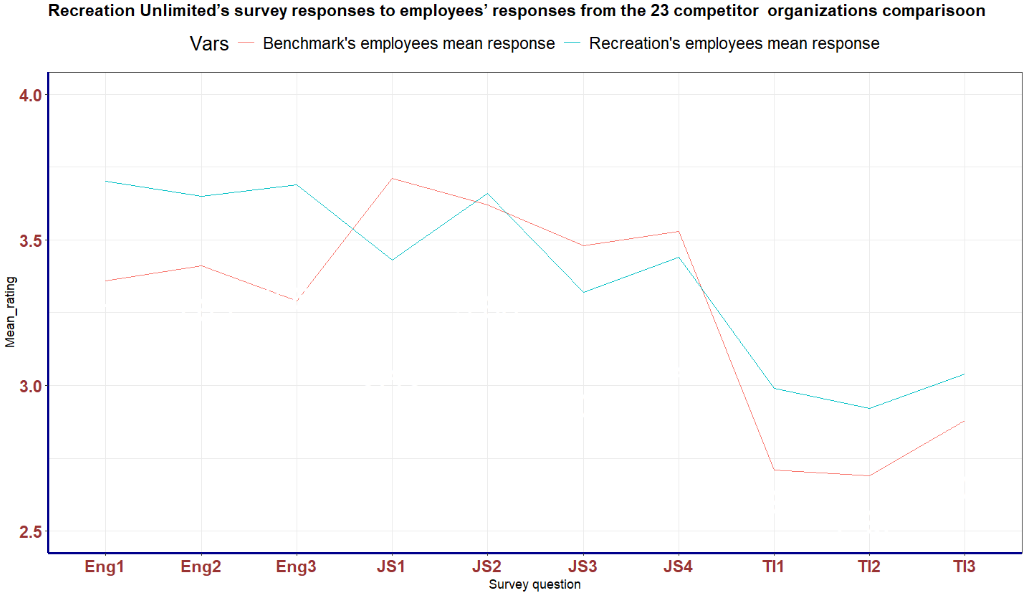 Recreation Unlimited’s survey responses to employees’ responses from the 23 competitor organizations comparisoon
Vars Benchmark's employees mean response Recreation's employees mean response
4.0
3.5
3.0
2.5
Mean_rating
Eng1 Eng2 Eng3 JS1 JS2 JS3 JS4 TI1 TI2 TI3
Survey question